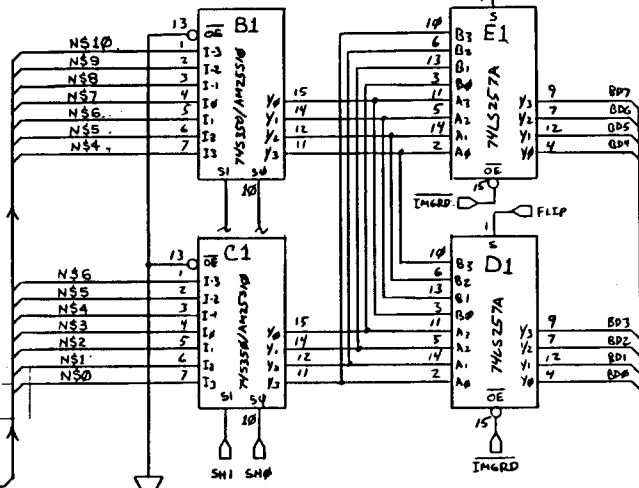 B1
13
O̅E̅
N$10
1
I-3
N$9
2
I-2
N$8
3
I-1
N$7
4
I0
N$6
5
I1
N$5
6
I2
N$4
7
I3
74S350/AM25S10
Y0
15
Y1
14
Y2
12
Y3
11
S1
S0
10
C1
13
O̅E̅
N$6
1
I-3
N$5
2
I-2
N$4
3
I-1
N$3
4
I0
N$2
5
I1
N$1
6
I2
N$0
7
I3
74S350/AM25S10
Y0
15
Y1
14
Y2
12
Y3
11
S1
S0
10
SH1
SH0
S
E1
10
B3
6
B2
13
B1
3
B0
11
A3
5
A2
14
A1
2
A0
74LS257A
Y3
9
BD7
Y2
7
BD6
Y1
12
BD5
Y0
4
BD4
O̅E̅
15
I̅M̅G̅R̅D̅
1
FLIP
S
D1
10
B3
6
B2
13
B1
3
B0
11
A3
5
A2
14
A1
2
A0
74LS257A
Y3
9
BD3
Y2
7
BD2
Y1
12
BD1
Y0
4
BD0
O̅E̅
15
I̅M̅G̅R̅D̅